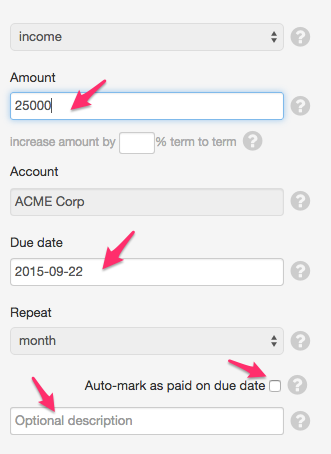 income ?
Amount
25000 ?
increase amount by % term to term ?
Account
ACME Corp ?
Due date
2015-09-22 ?
Repeat
month ?
Auto-mark as paid on due date ?
Optional description ?